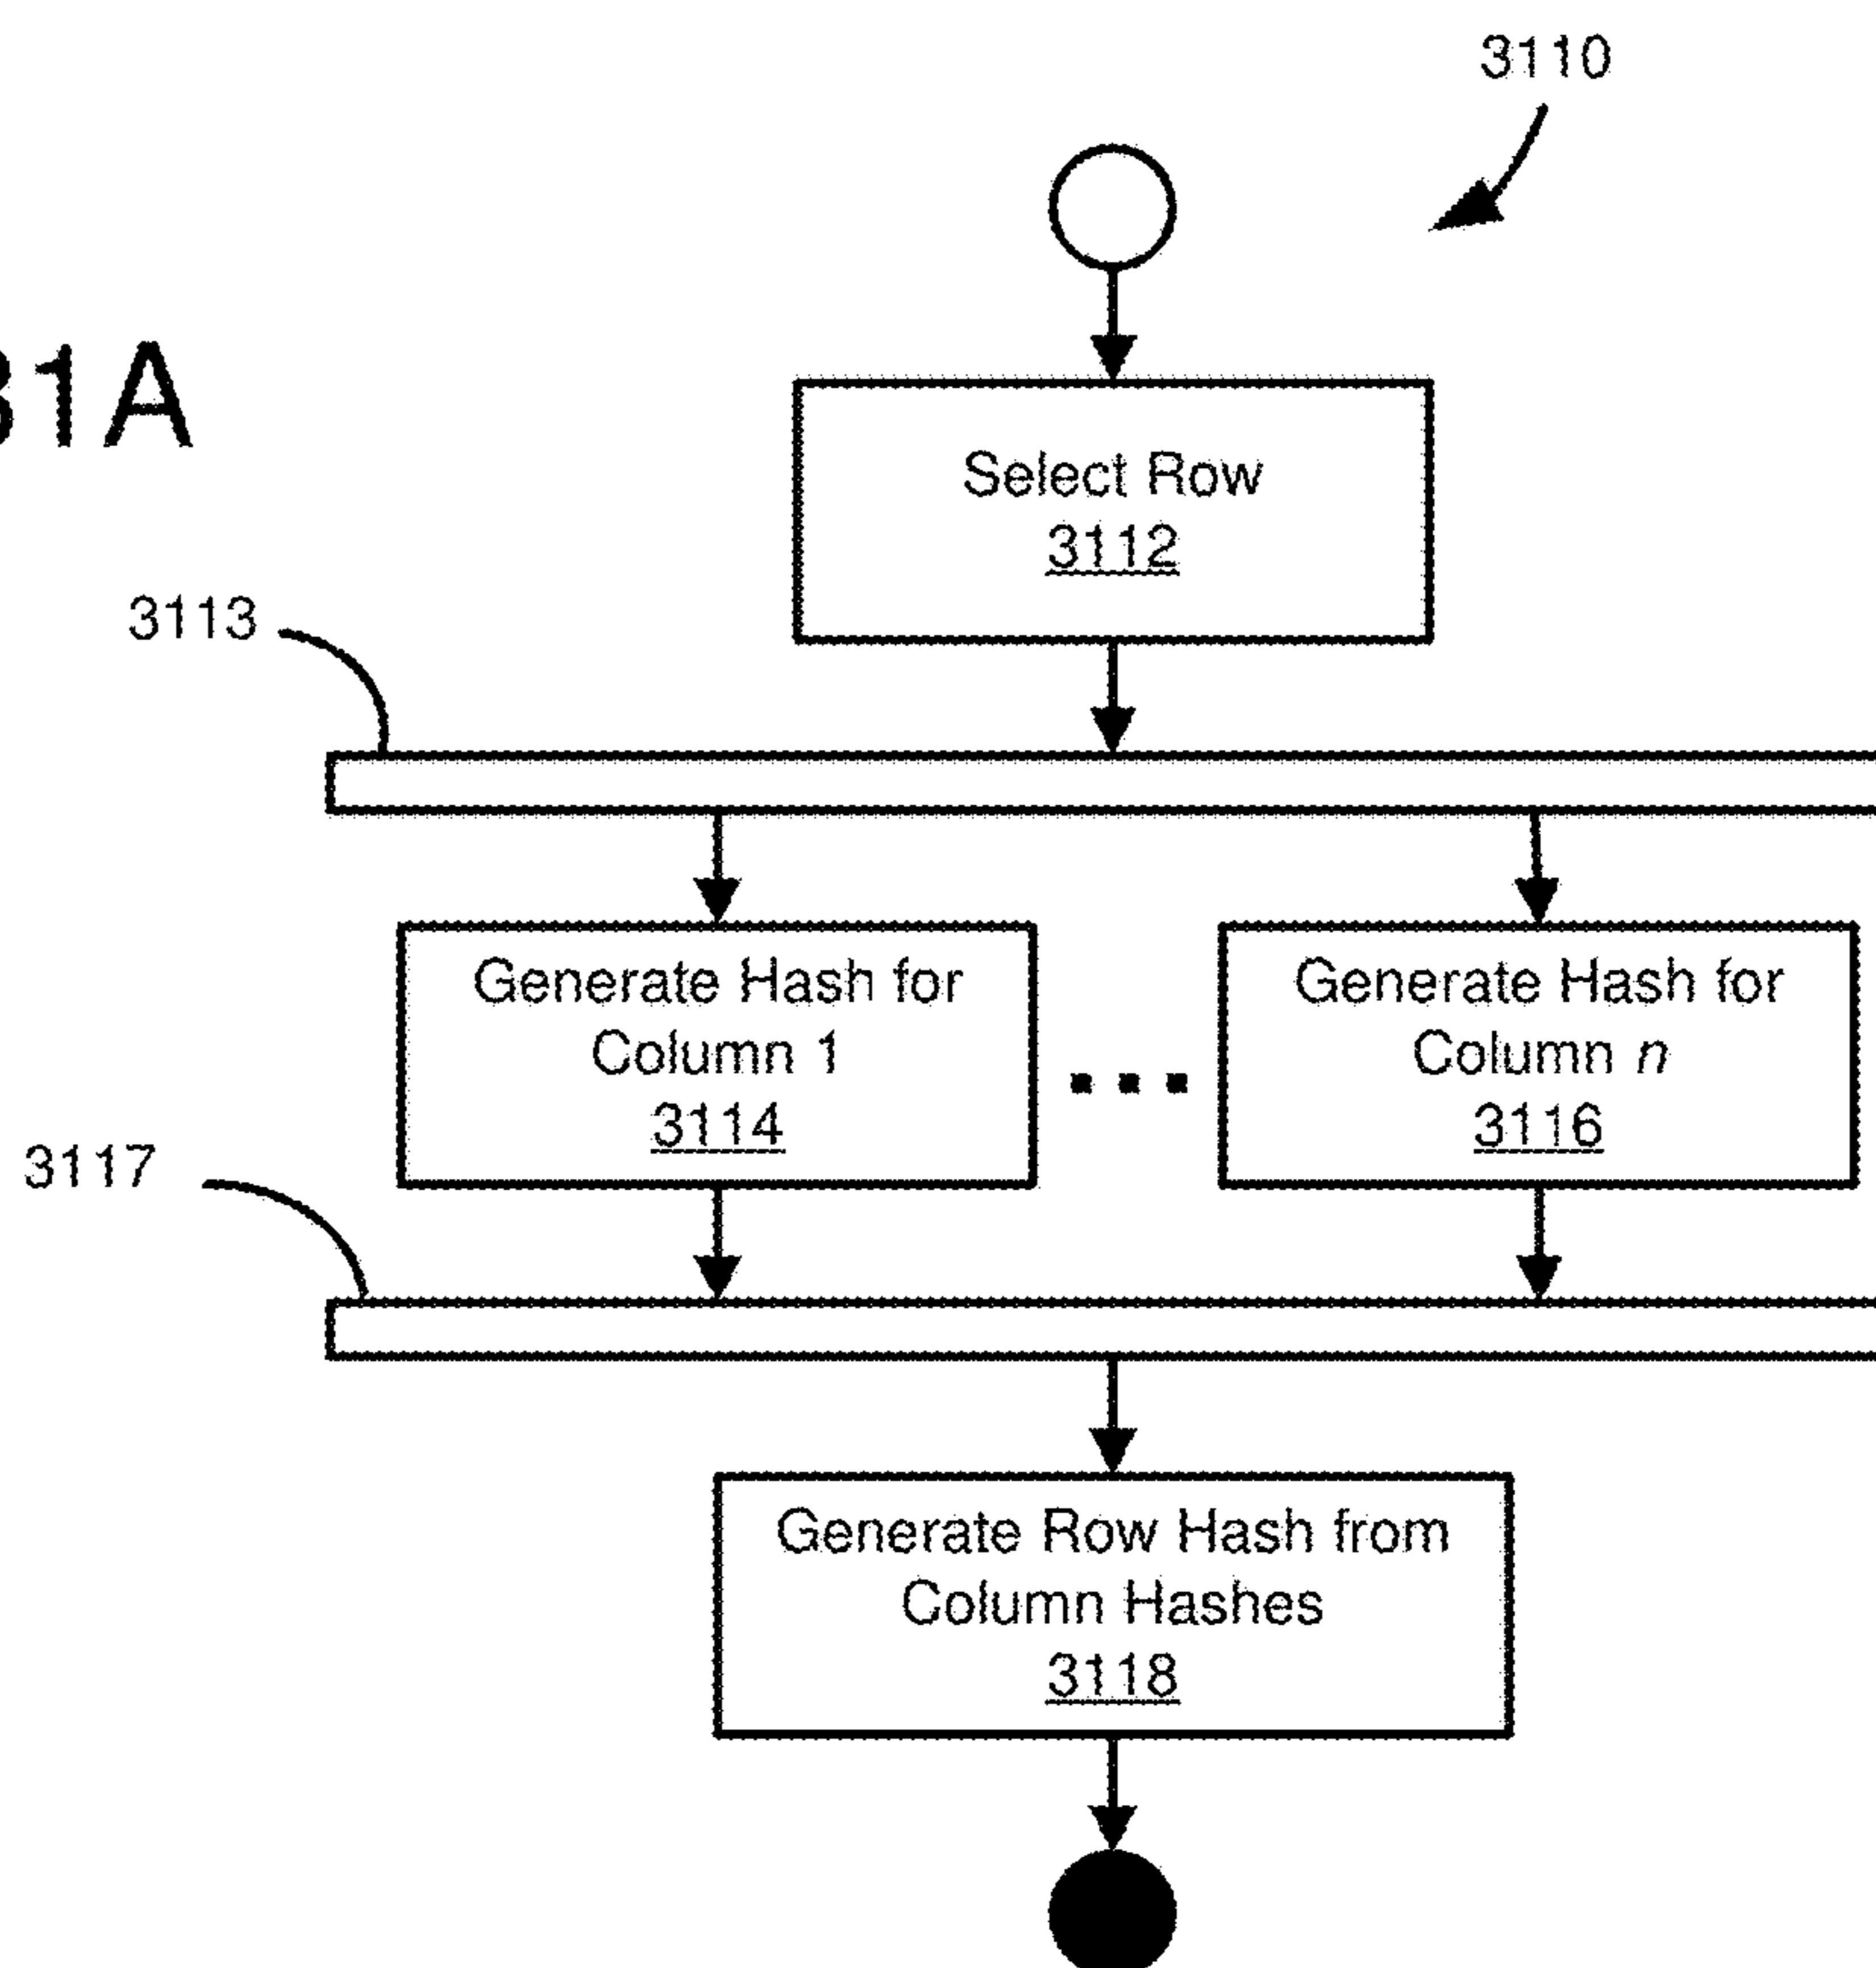 3110
31A
Select Row
3112
3113
Generate Hash for
Column 1
3114
Generate Hash for
Column n
3116
3117
Generate Row Hash from
Column Hashes
3118